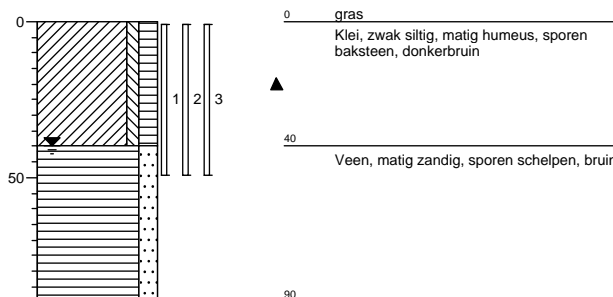 0
1 2 3
50
0 gras
Klei, zwak siltig, matig humeus, sporen
baksteen, donkerbruin
40
Veen, matig zandig, sporen schelpen, bruin
90